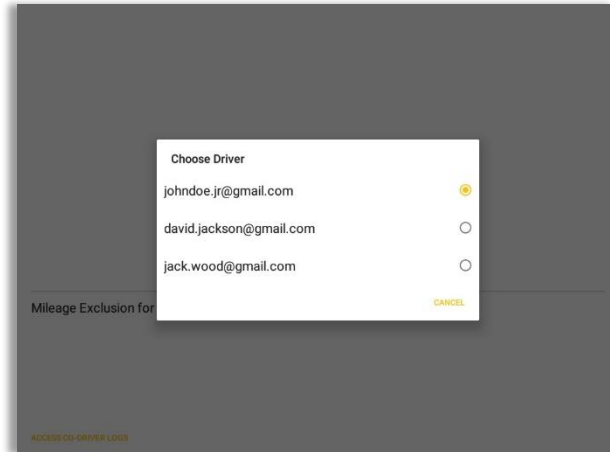 Choose Driver
johndoe.jr@gmail.com
david.jackson@gmail.com
jack.wood@gmail.com
CANCEL
Mileage Exclusion for
ACCESS CO-DRIVER LOGS